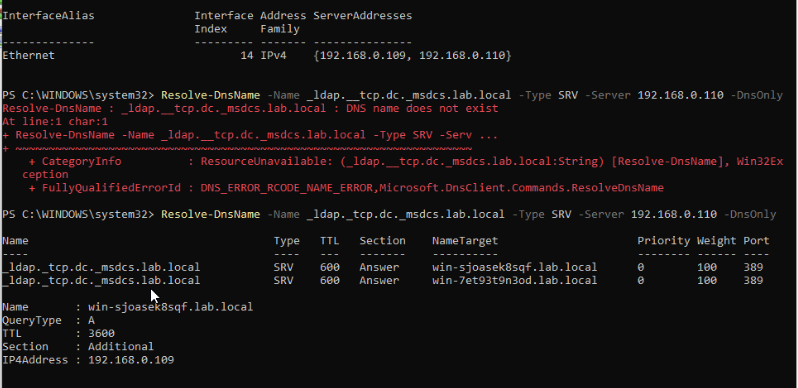 InterfaceAlias Interface Address ServerAddresses
Index Family
-------------- --------- ------- ---------------
Ethernet 14 IPv4 {192.168.0.109, 192.168.0.110}
PS C:\WINDOWS\system32> Resolve-DnsName -Name _ldap.__tcp.dc._msdcs.lab.local -Type SRV -Server 192.168.0.110 -DnsOnly
Resolve-DnsName : _ldap.__tcp.dc._msdcs.lab.local : DNS name does not exist
At line:1 char:1
+ Resolve-DnsName -Name _ldap.__tcp.dc._msdcs.lab.local -Type SRV -Serv ...
+ ~~~~~~~~~~~~~~~~~~~~~~~~~~~~~~~~~~~~~~~~~~~~~~~~~~~~~~~~~~~~~~~~~~~~~
+ CategoryInfo : ResourceUnavailable: (_ldap.__tcp.dc._msdcs.lab.local:String) [Resolve-DnsName], Win32Ex
ception
+ FullyQualifiedErrorId : DNS_ERROR_RCODE_NAME_ERROR,Microsoft.DnsClient.Commands.ResolveDnsName
PS C:\WINDOWS\system32> Resolve-DnsName -Name _ldap._tcp.dc._msdcs.lab.local -Type SRV -Server 192.168.0.110 -DnsOnly
Name Type TTL Section NameTarget Priority Weight Port
---- ---- --- ------- ---------- -------- ------ ----
_ldap._tcp.dc._msdcs.lab.local SRV 600 Answer win-sjoasek8sqf.lab.local 0 100 389
_ldap._tcp.dc._msdcs.lab.local SRV 600 Answer win-7et93t9n3od.lab.local 0 100 389
Name : win-sjoasek8sqf.lab.local
QueryType : A
TTL : 3600
Section : Additional
IP4Address : 192.168.0.109